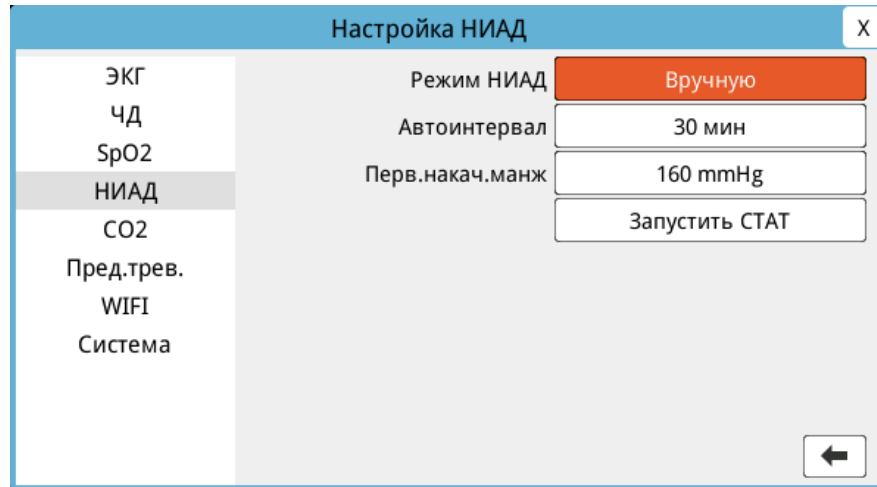 Настройка НИАД
X
ЭКГ
ЧД
SpO2
НИАД
CO2
Пред.трев.
WIFI
Система
Режим НИАД Вручную
Автоинтервал 30 мин
Перв.накач.манж 160 mmHg
Запустить СТАТ